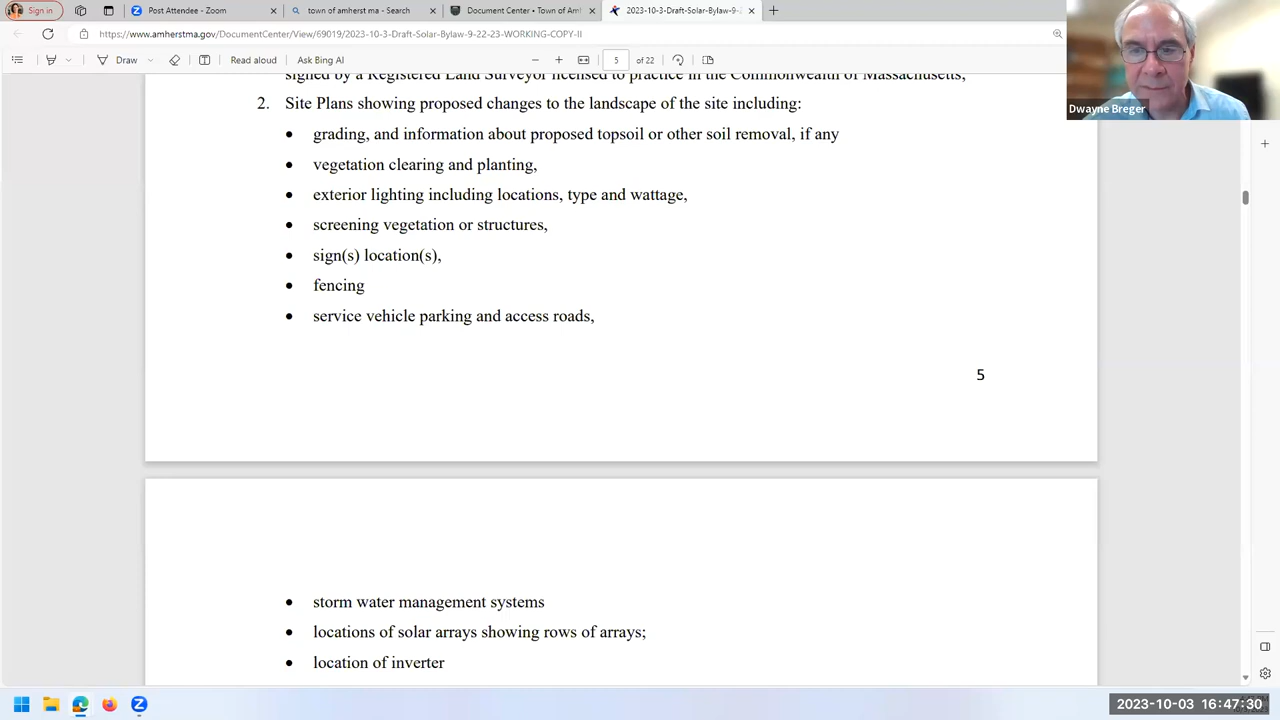 Sign in
Post Attendee - Zoom
town of amherst ma - Search
Document Center • Town of Amh
2023-10-3-Draft-Solar-Bylaw-9-2
https://www.amherstma.gov/DocumentCenter/View/69019/2023-10-3-Draft-Solar-Bylaw-9-22-23-WORKING-COPY-II
Draw
Read aloud
Ask Bing AI
5 of 22
Dwayne Breger
signed by a Registered Land Surveyor licensed to practice in the Commonwealth of Massachusetts,
2. Site Plans showing proposed changes to the landscape of the site including:
• grading, and information about proposed topsoil or other soil removal, if any
• vegetation clearing and planting,
• exterior lighting including locations, type and wattage,
• screening vegetation or structures,
• sign(s) location(s),
• fencing
• service vehicle parking and access roads,
5
• storm water management systems
• locations of solar arrays showing rows of arrays;
• location of inverter
2023-10-03 16:47:30